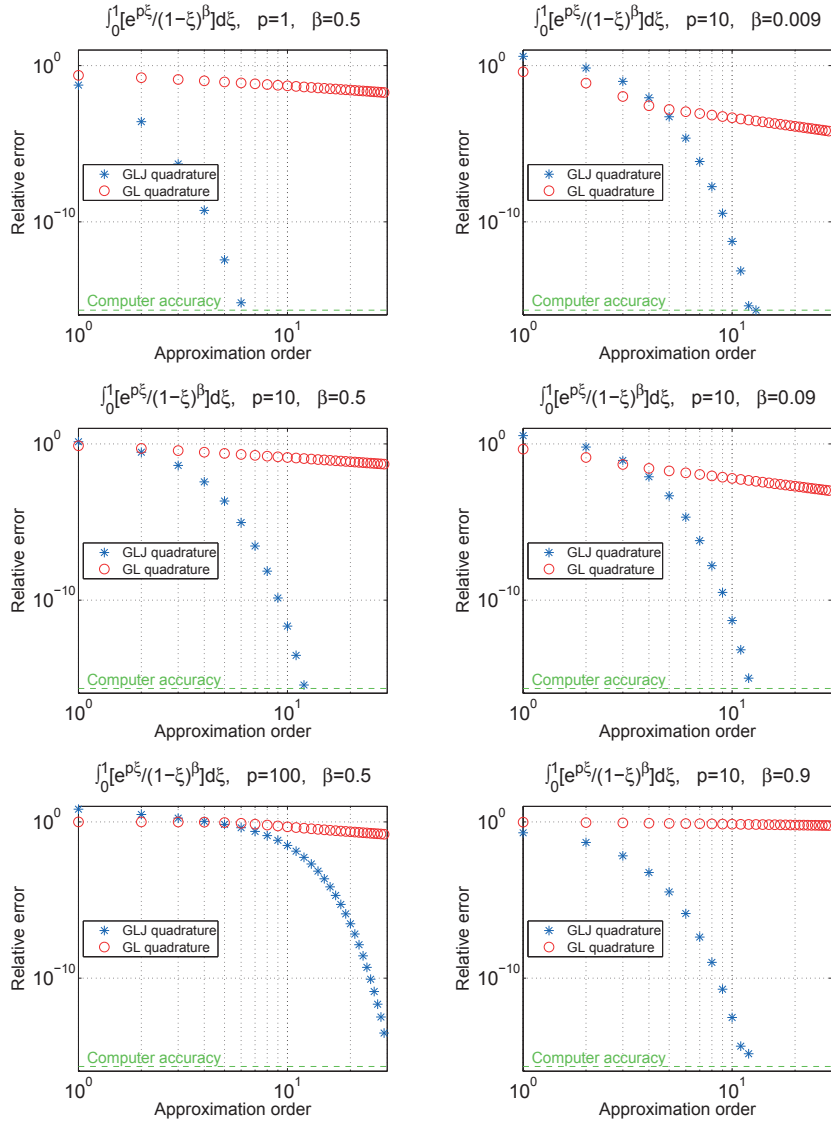 ∫₀¹[e^{pξ}/(1−ξ)^β]dξ, p=1, β=0.5
10⁰
10⁻¹⁰
Relative error
GLJ quadrature
GL quadrature
Computer accuracy
10⁰ 10¹
Approximation order
∫₀¹[e^{pξ}/(1−ξ)^β]dξ, p=10, β=0.009
10⁰
10⁻¹⁰
Relative error
GLJ quadrature
GL quadrature
Computer accuracy
10⁰ 10¹
Approximation order
∫₀¹[e^{pξ}/(1−ξ)^β]dξ, p=10, β=0.5
10⁰
10⁻¹⁰
Relative error
GLJ quadrature
GL quadrature
Computer accuracy
10⁰ 10¹
Approximation order
∫₀¹[e^{pξ}/(1−ξ)^β]dξ, p=10, β=0.09
10⁰
10⁻¹⁰
Relative error
GLJ quadrature
GL quadrature
Computer accuracy
10⁰ 10¹
Approximation order
∫₀¹[e^{pξ}/(1−ξ)^β]dξ, p=100, β=0.5
10⁰
10⁻¹⁰
Relative error
GLJ quadrature
GL quadrature
Computer accuracy
10⁰ 10¹
Approximation order
∫₀¹[e^{pξ}/(1−ξ)^β]dξ, p=10, β=0.9
10⁰
10⁻¹⁰
Relative error
GLJ quadrature
GL quadrature
Computer accuracy
10⁰ 10¹
Approximation order